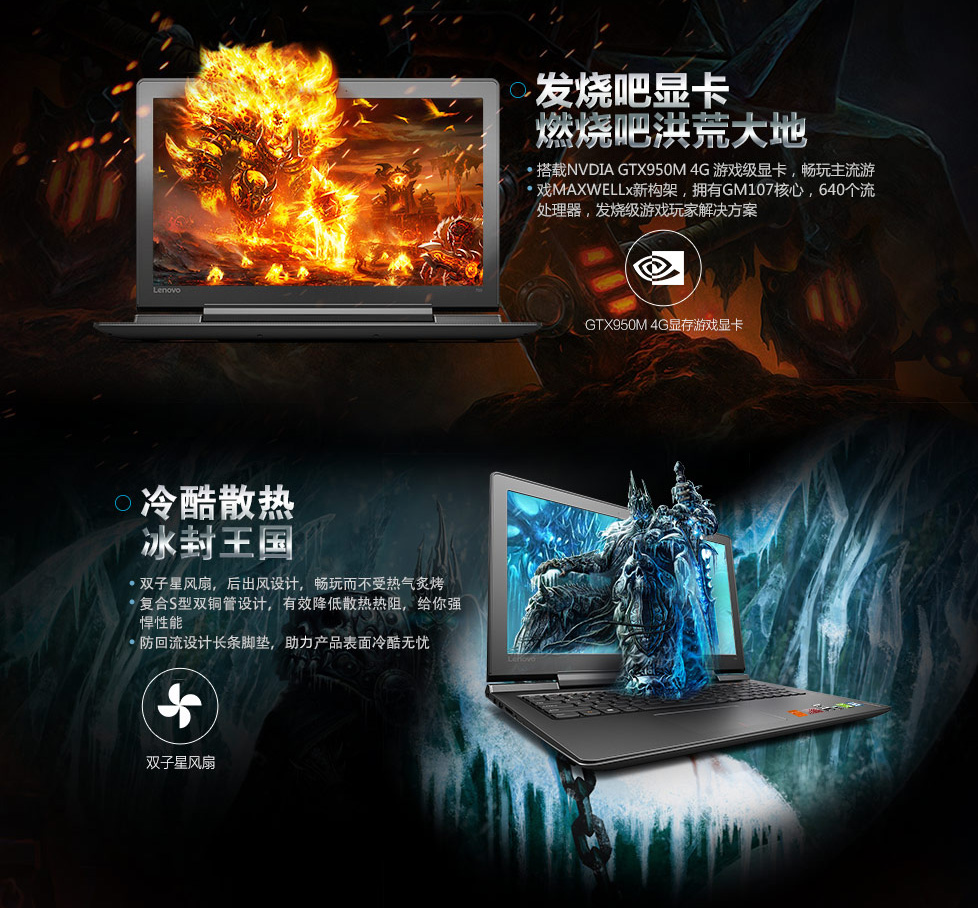 发烧吧显卡
燃烧吧洪荒大地
• 搭载NVDIA GTX950M 4G 游戏级显卡，畅玩主流游
• 戏MAXWELLx新构架，拥有GM107核心，640个流
处理器，发烧级游戏玩家解决方案
Lenovo
GTX950M 4G显存游戏显卡
冷酷散热
冰封王国
• 双子星风扇，后出风设计，畅玩而不受热气炙烤
• 复合S型双铜管设计，有效降低散热热阻，给你强
悍性能
• 防回流设计长条脚垫，助力产品表面冷酷无忧
Lenovo
双子星风扇